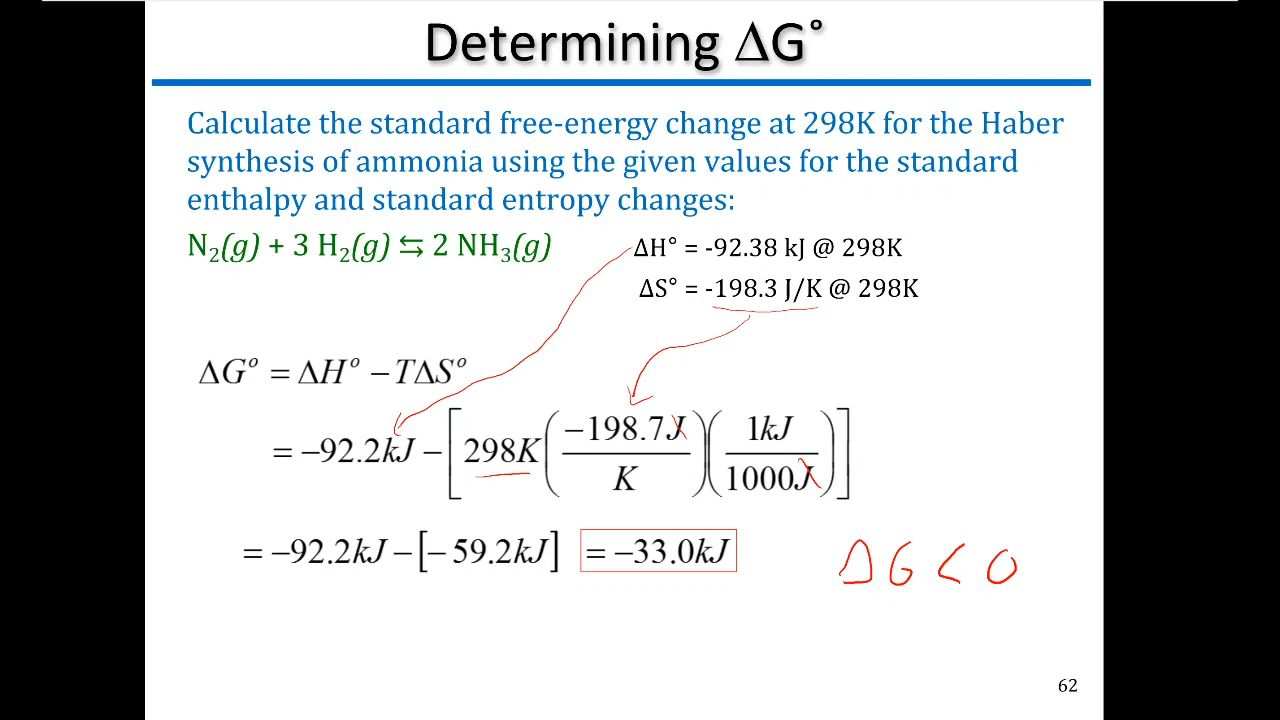 Determining ΔG°
Calculate the standard free-energy change at 298K for the Haber
synthesis of ammonia using the given values for the standard
enthalpy and standard entropy changes:
N₂(g) + 3 H₂(g) ⇆ 2 NH₃(g)
ΔH° = -92.38 kJ @ 298K
ΔS° = -198.3 J/K @ 298K
ΔG° = ΔH° − TΔS°
= −92.2kJ − [298K (−198.7J / K) (1kJ / 1000J)]
= −92.2kJ − [−59.2kJ] = −33.0kJ
ΔG < 0
62